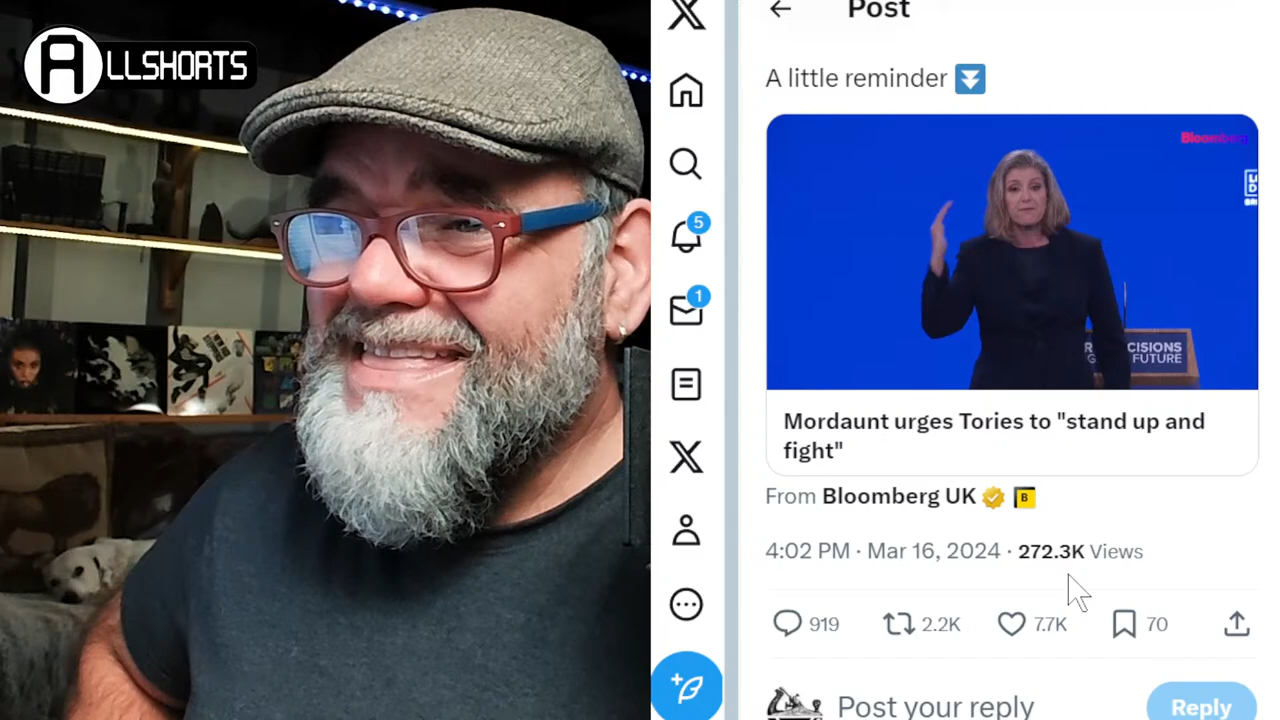 ALLSHORTS
Post
A little reminder
Bloomberg
CISIONS
FUTURE
Mordaunt urges Tories to "stand up and
fight"
From Bloomberg UK B
4:02 PM · Mar 16, 2024 · 272.3K Views
5
1
919 2.2K 7.7K 70
Post your reply
Reply